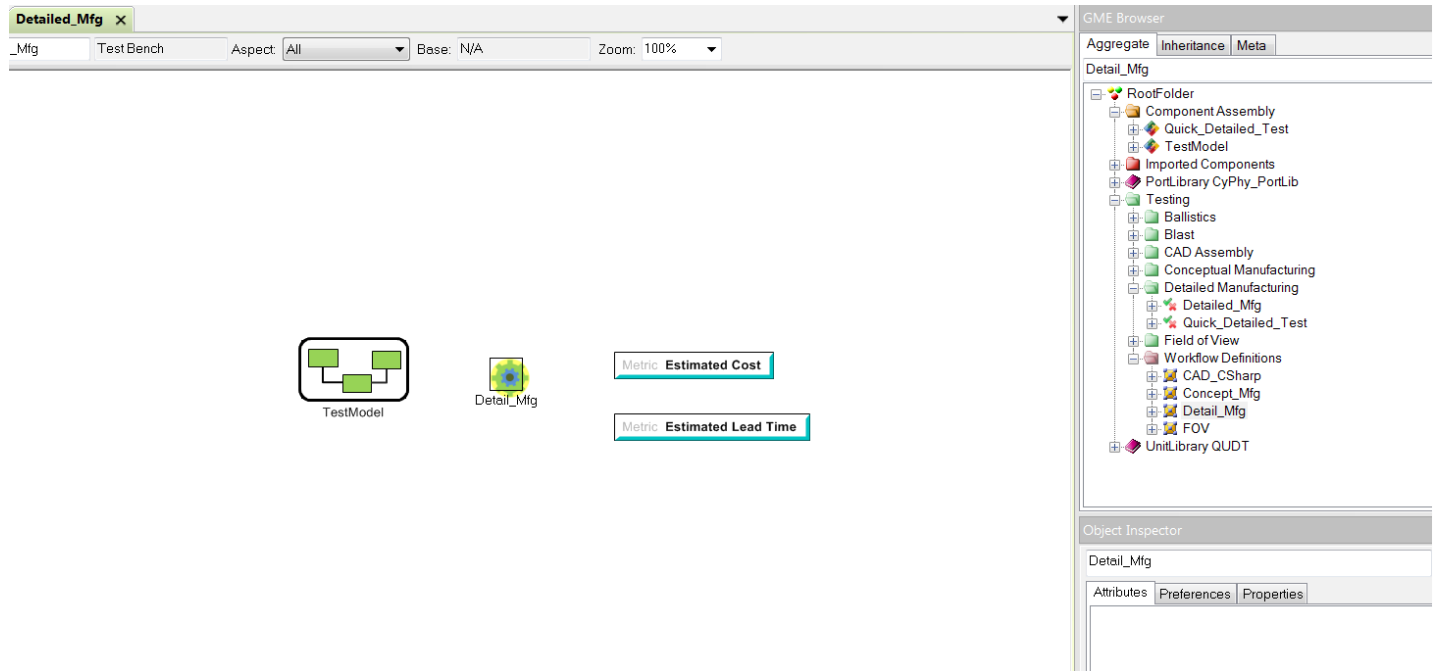 Detailed_Mfg
_Mfg Test Bench Aspect: All Base: N/A Zoom: 100%
TestModel
Detail_Mfg
Metric Estimated Cost
Metric Estimated Lead Time
GME Browser
Aggregate Inheritance Meta
Detail_Mfg
RootFolder
Component Assembly
Quick_Detailed_Test
TestModel
Imported Components
PortLibrary CyPhy_PortLib
Testing
Ballistics
Blast
CAD Assembly
Conceptual Manufacturing
Detailed Manufacturing
Detailed_Mfg
Quick_Detailed_Test
Field of View
Workflow Definitions
CAD_CSharp
Concept_Mfg
Detail_Mfg
FOV
UnitLibrary QUDT
Object Inspector
Detail_Mfg
Attributes Preferences Properties